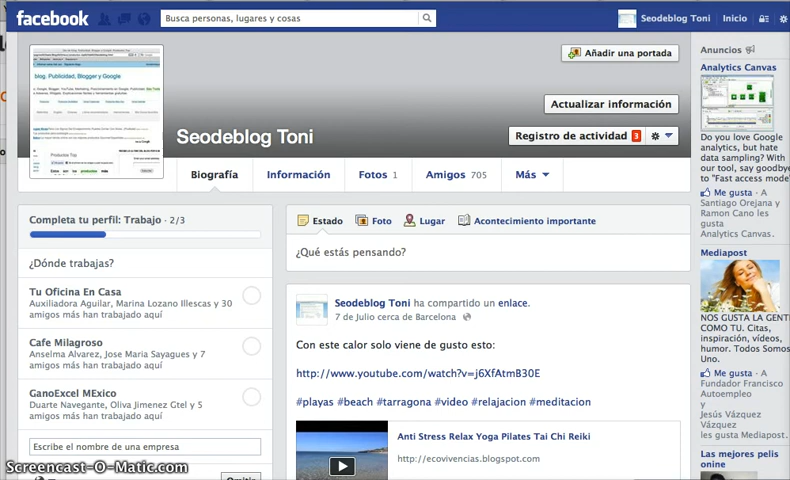 facebook
Busca personas, lugares y cosas
Seodeblog Toni
Inicio
Añadir una portada
Actualizar información
Registro de actividad 3
Seodeblog Toni
blog. Publicidad, Blogger y Google
Biografía
Información
Fotos 1
Amigos 705
Más
Completa tu perfil: Trabajo · 2/3
¿Dónde trabajas?
Tu Oficina En Casa
Auxiliadora Aguilar, Marina Lozano Illescas y 30
amigos más han trabajado aquí
Cafe Milagroso
Anselma Alvarez, Jose Maria Sayagues y 7
amigos más han trabajado aquí
GanoExcel MExico
Duarte Navegante, Oliva Jimenez Gtel y 5
amigos más han trabajado aquí
Escribe el nombre de una empresa
Omitir
Screencast-O-Matic.com
Estado
Foto
Lugar
Acontecimiento importante
¿Qué estás pensando?
Seodeblog Toni ha compartido un enlace.
7 de Julio cerca de Barcelona
Con este calor solo viene de gusto esto:
http://www.youtube.com/watch?v=j6XfAtmB30E
#playas #beach #tarragona #video #relajacion #meditacion
Anti Stress Relax Yoga Pilates Tai Chi Reiki
http://ecovivencias.blogspot.com
Anuncios
Analytics Canvas
Do you love Google
analytics, but hate
data sampling? With
our tool, say goodbye
to "Fast access mode"
Me gusta · A
Santiago Orejana y
Ramon Cano les
gusta Analytics
Canvas.
Mediapost
NOS GUSTA LA GENTE
COMO TU. Citas,
inspiración, vídeos,
humor. Todos Somos
Uno.
Me gusta · A
Fundador Francisco
Autoempleo
y
Jesús Vázquez
Vázquez
les gusta Mediapost.
Las mejores pelis
onine